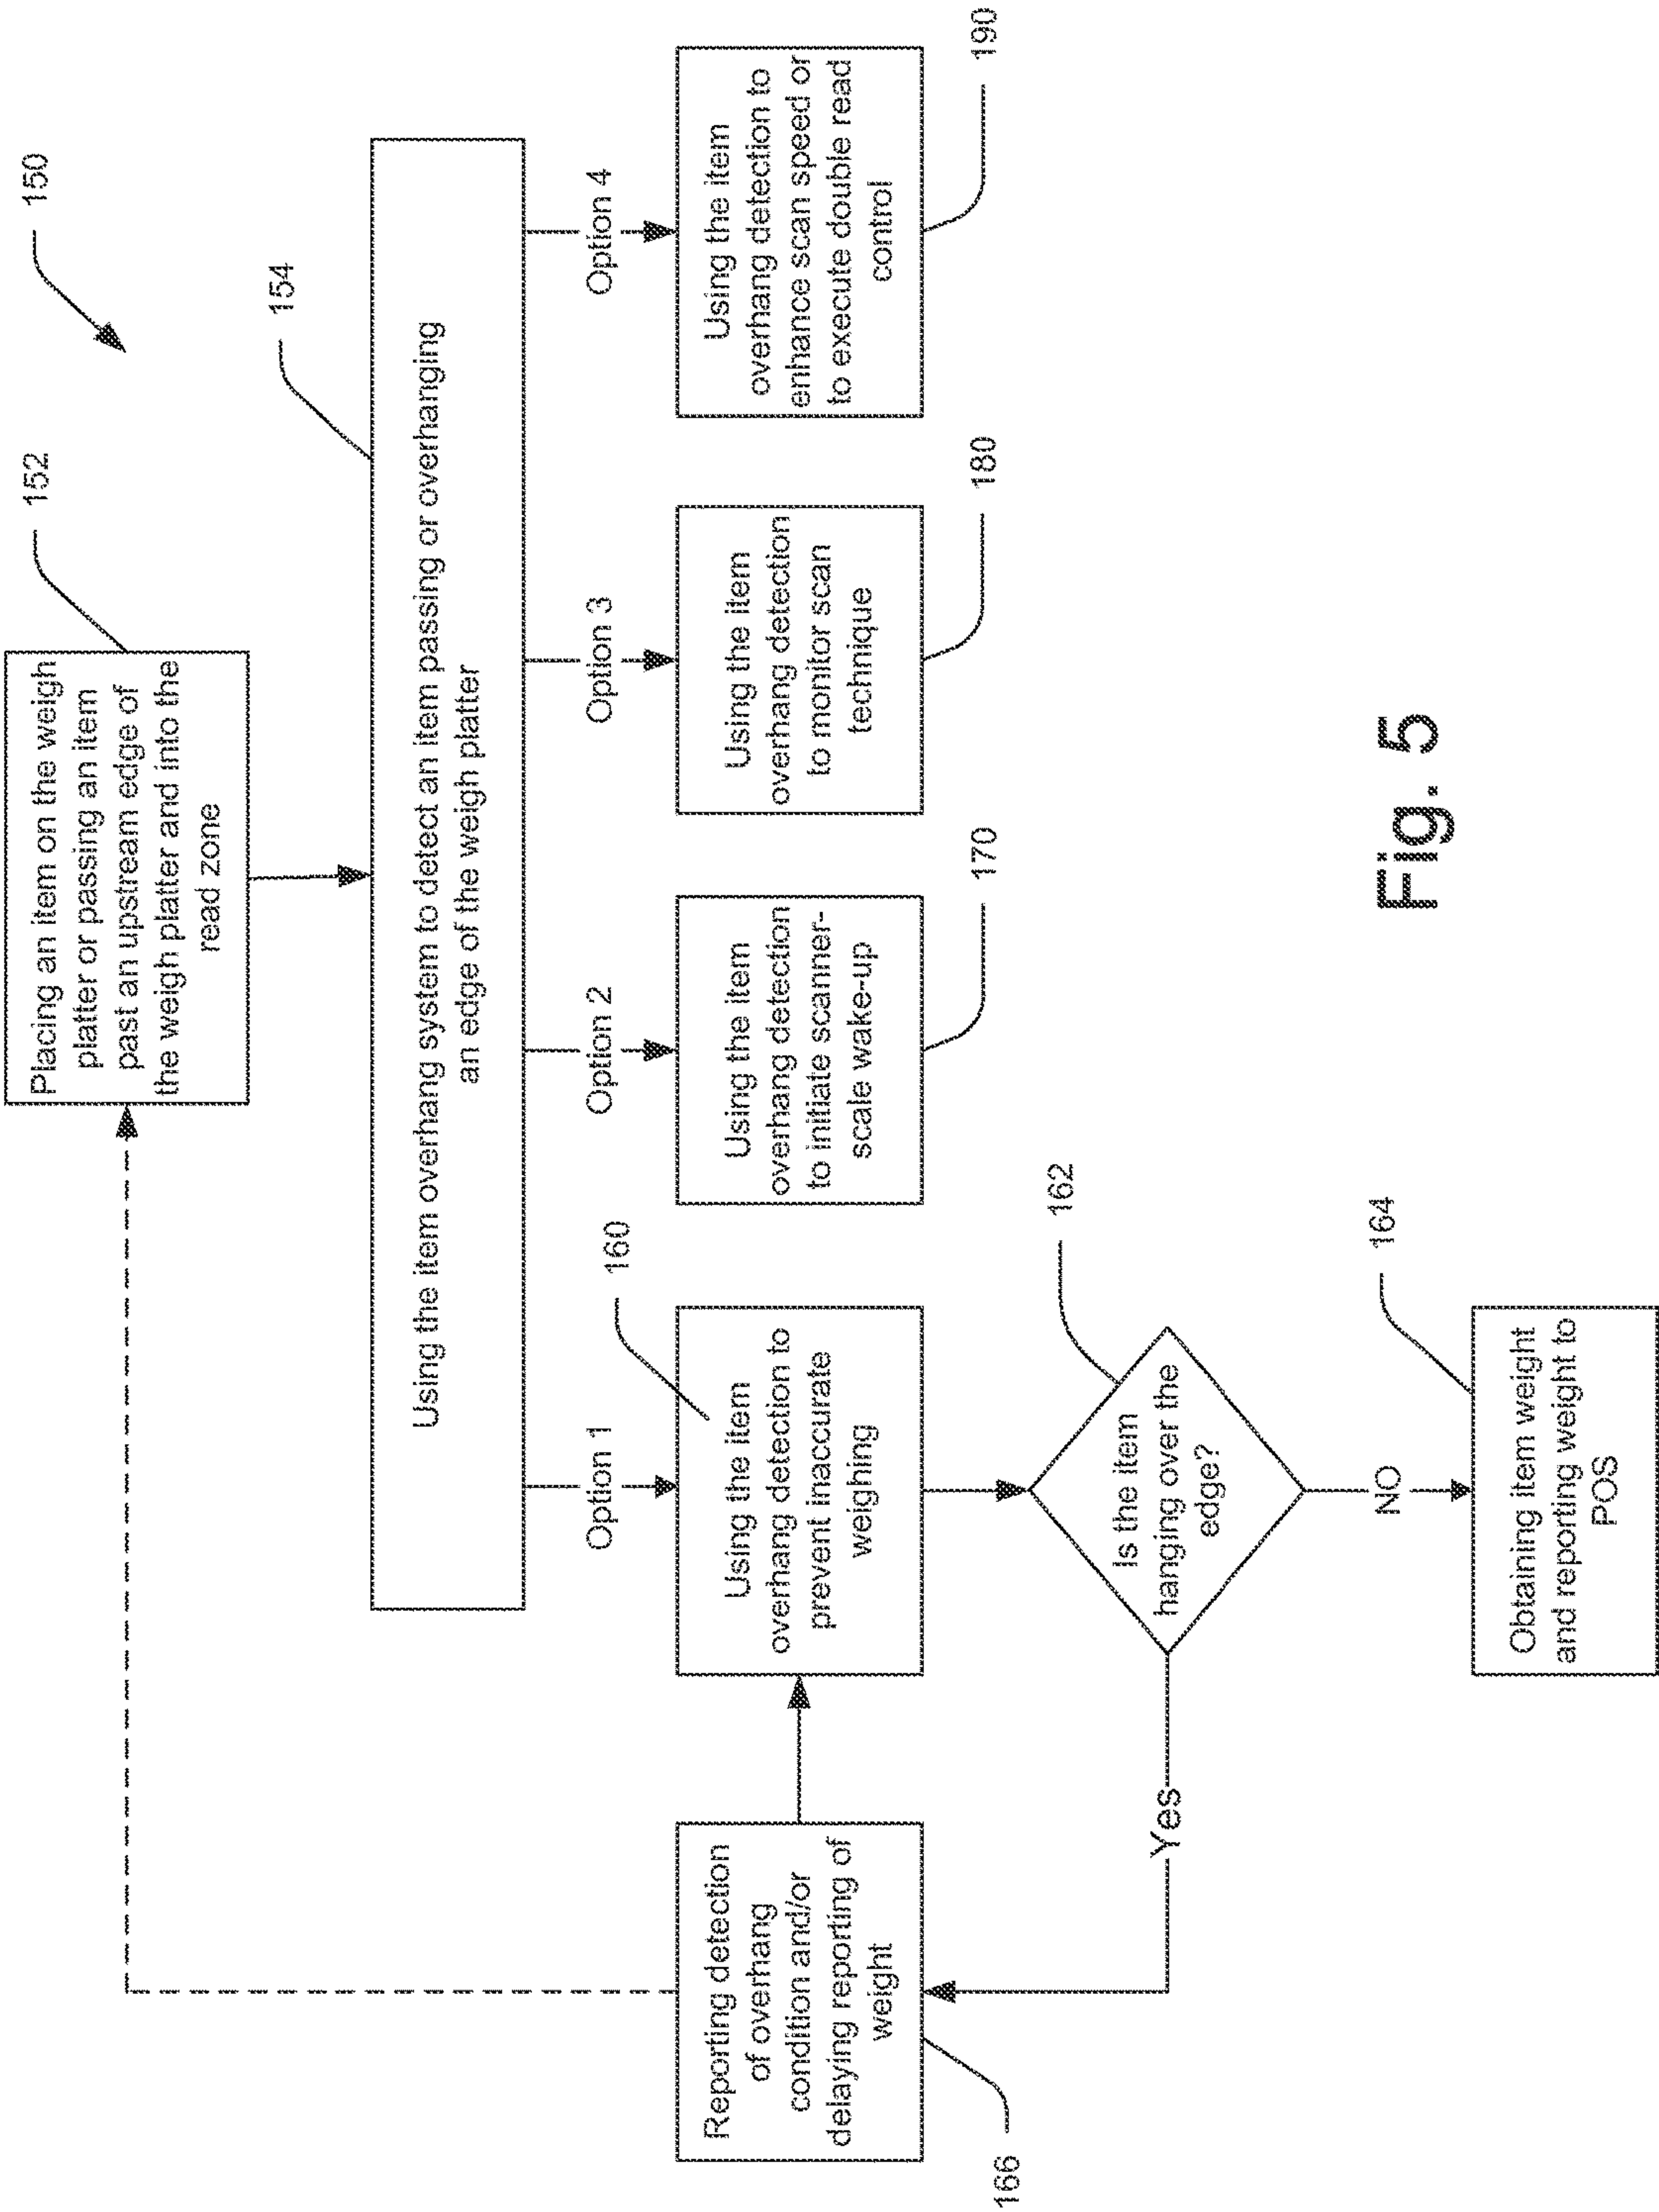 150
152
Placing an item on the weigh
platter or passing an item
past an upstream edge of
the weigh platter and into the
read zone
154
Using the item overhang system to detect an item passing or overhanging
an edge of the weigh platter
Option 1
Option 2
Option 3
Option 4
160
Using the item
overhang detection to
prevent inaccurate
weighing
Using the item
overhang detection
to initiate scanner-
scale wake-up
170
Using the item
overhang detection
to monitor scan
technique
180
Using the item
overhang detection to
enhance scan speed or
to execute double read
control
190
Reporting detection
of overhang
condition and/or
delaying reporting of
weight
166
162
Is the item
hanging over the
edge?
Yes
NO
164
Obtaining item weight
and reporting weight to
POS
Fig. 5